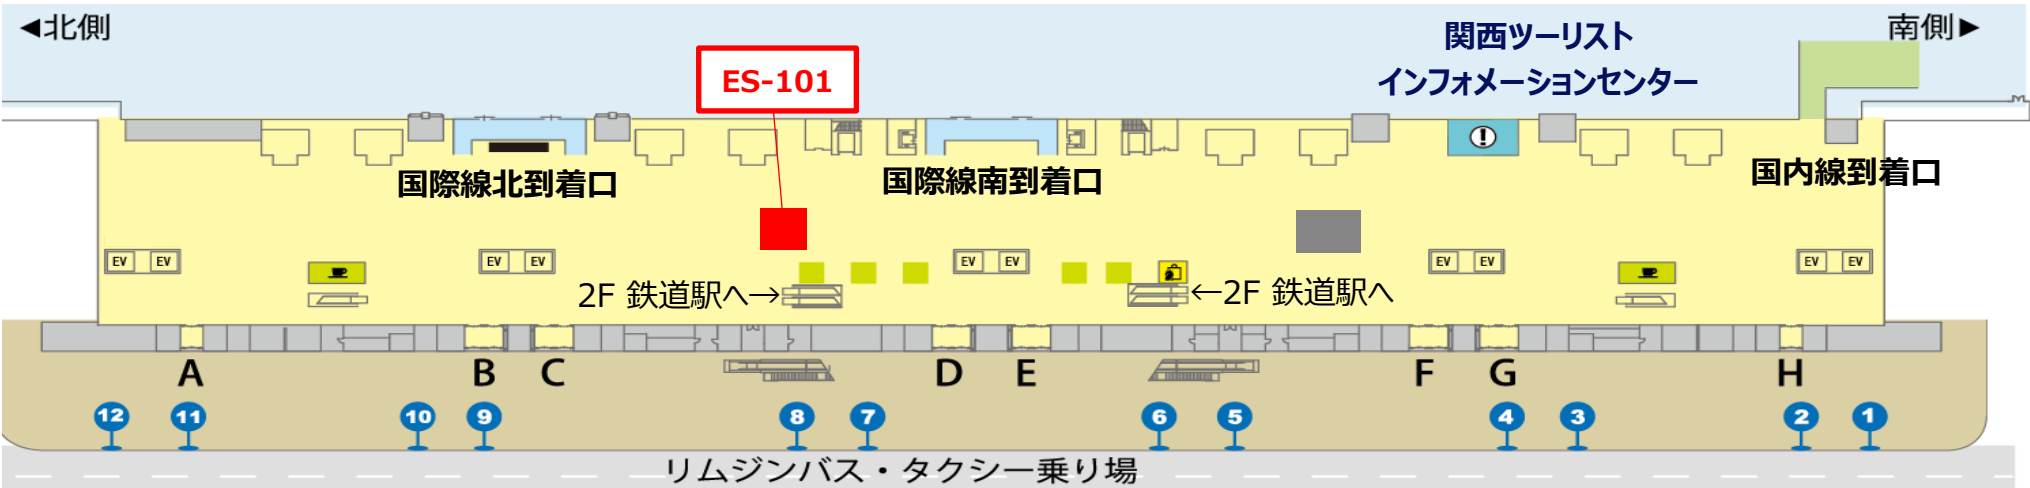 ◀北側
関西ツーリスト
インフォメーションセンター
南側▶
ES-101
国際線北到着口
国際線南到着口
国内線到着口
EV EV
EV EV
EV EV
EV EV
EV EV
2F 鉄道駅へ→
←2F 鉄道駅へ
A B C D E F G H
12 11 10 9 8 7 6 5 4 3 2 1
リムジンバス・タクシー乗り場